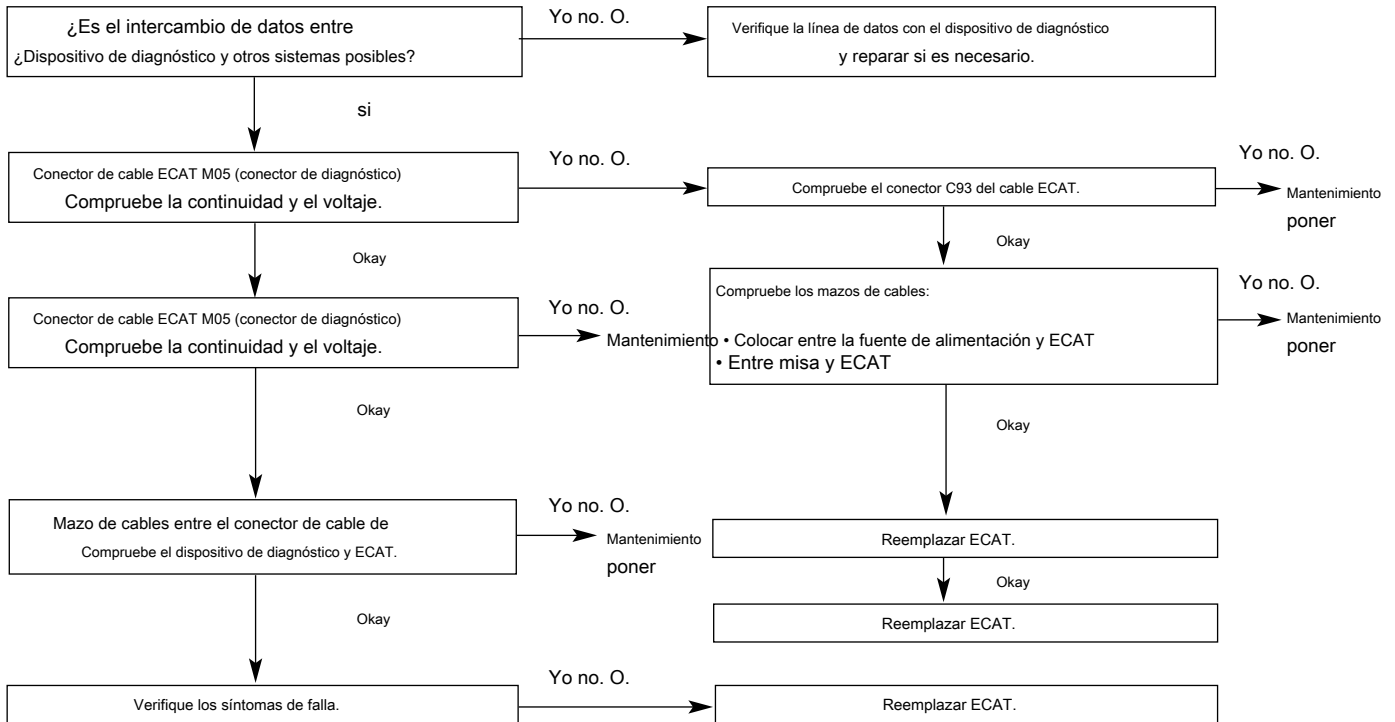 ¿Es el intercambio de datos entre
¿Dispositivo de diagnóstico y otros sistemas posibles?
Yo no. O.
Verifique la línea de datos con el dispositivo de diagnóstico
y reparar si es necesario.
si
Conector de cable ECAT M05 (conector de diagnóstico)
Compruebe la continuidad y el voltaje.
Yo no. O.
Compruebe el conector C93 del cable ECAT.
Yo no. O.
Mantenimiento
poner
Okay
Okay
Conector de cable ECAT M05 (conector de diagnóstico)
Compruebe la continuidad y el voltaje.
Yo no. O.
Compruebe los mazos de cables:
Mantenimiento • Colocar entre la fuente de alimentación y ECAT
• Entre misa y ECAT
Yo no. O.
Mantenimiento
poner
Okay
Okay
Mazo de cables entre el conector de cable de
Compruebe el dispositivo de diagnóstico y ECAT.
Yo no. O.
Mantenimiento
poner
Reemplazar ECAT.
Okay
Okay
Reemplazar ECAT.
Verifique los síntomas de falla.
Yo no. O.
Reemplazar ECAT.